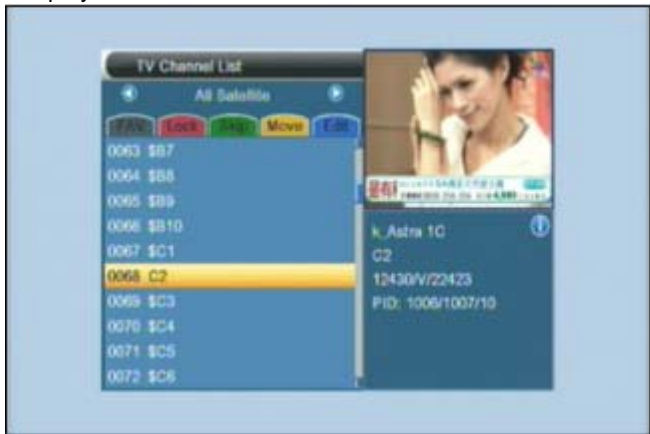 TV Channel List
All Satellite
FAV Lock Skip Move Edit
0063 $B7
0064 $B8
0065 $B9
0066 $B10
0067 $C1
0068 C2
0069 $C3
0070 $C4
0071 $C5
0072 $C6
k_Astra 1C
C2
12430/V/22423
PID: 1006/1007/10